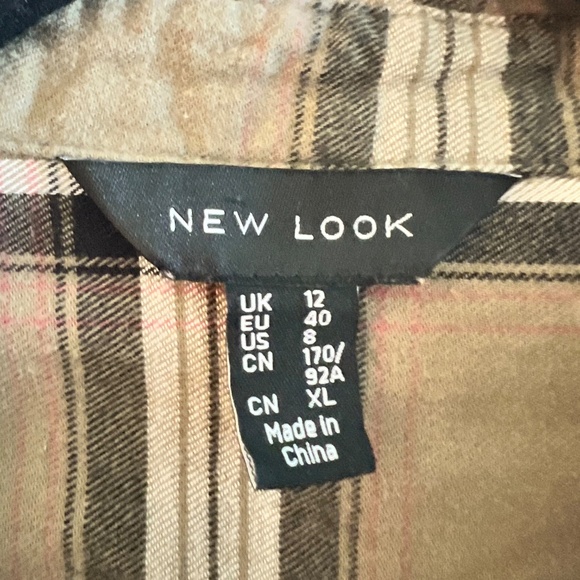 NEW LOOK
UK 12
EU 40
US 8
CN 170/
92A
CN XL
Made in
China